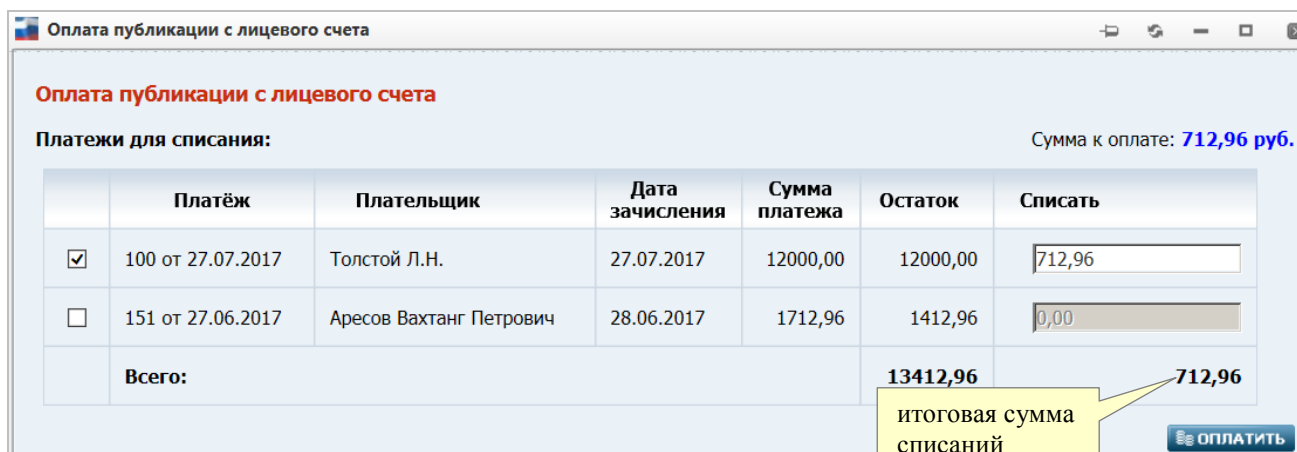 Оплата публикации с лицевого счета
Оплата публикации с лицевого счета
Платежи для списания:
Сумма к оплате: 712,96 руб.
Платёж Плательщик Дата зачисления Сумма платежа Остаток Списать
100 от 27.07.2017 Толстой Л.Н. 27.07.2017 12000,00 12000,00 712,96
151 от 27.06.2017 Аресов Вахтанг Петрович 28.06.2017 1712,96 1412,96 0,00
Всего: 13412,96 712,96
итоговая сумма
списаний
ОПЛАТИТЬ